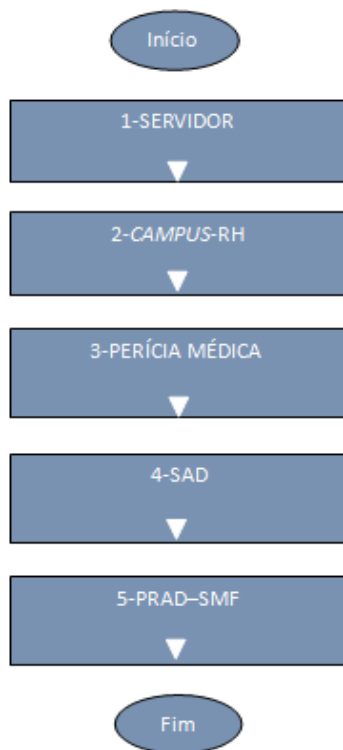 Início
1-SERVIDOR
2-CAMPUS-RH
3-PERÍCIA MÉDICA
4-SAD
5-PRAD–SMF
Fim